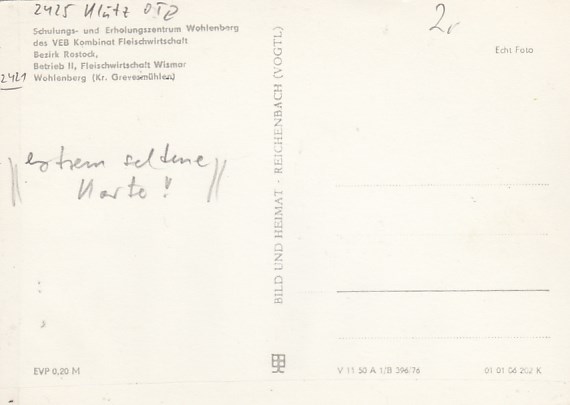 2425 Klütz OTZ
Schulungs- und Erholungszentrum Wohlenberg
des VEB Kombinat Fleischwirtschaft
Bezirk Rostock,
Betrieb II, Fleischwirtschaft Wismar
2421 Wohlenberg (Kr. Grevesmühlen)
Echt Foto
extrem seltene
Karte!!
BILD UND HEIMAT · REICHENBACH (VOGTL)
EVP 0,20 M
V 11 50 A 1/B 396/76
01 01 06 202 K